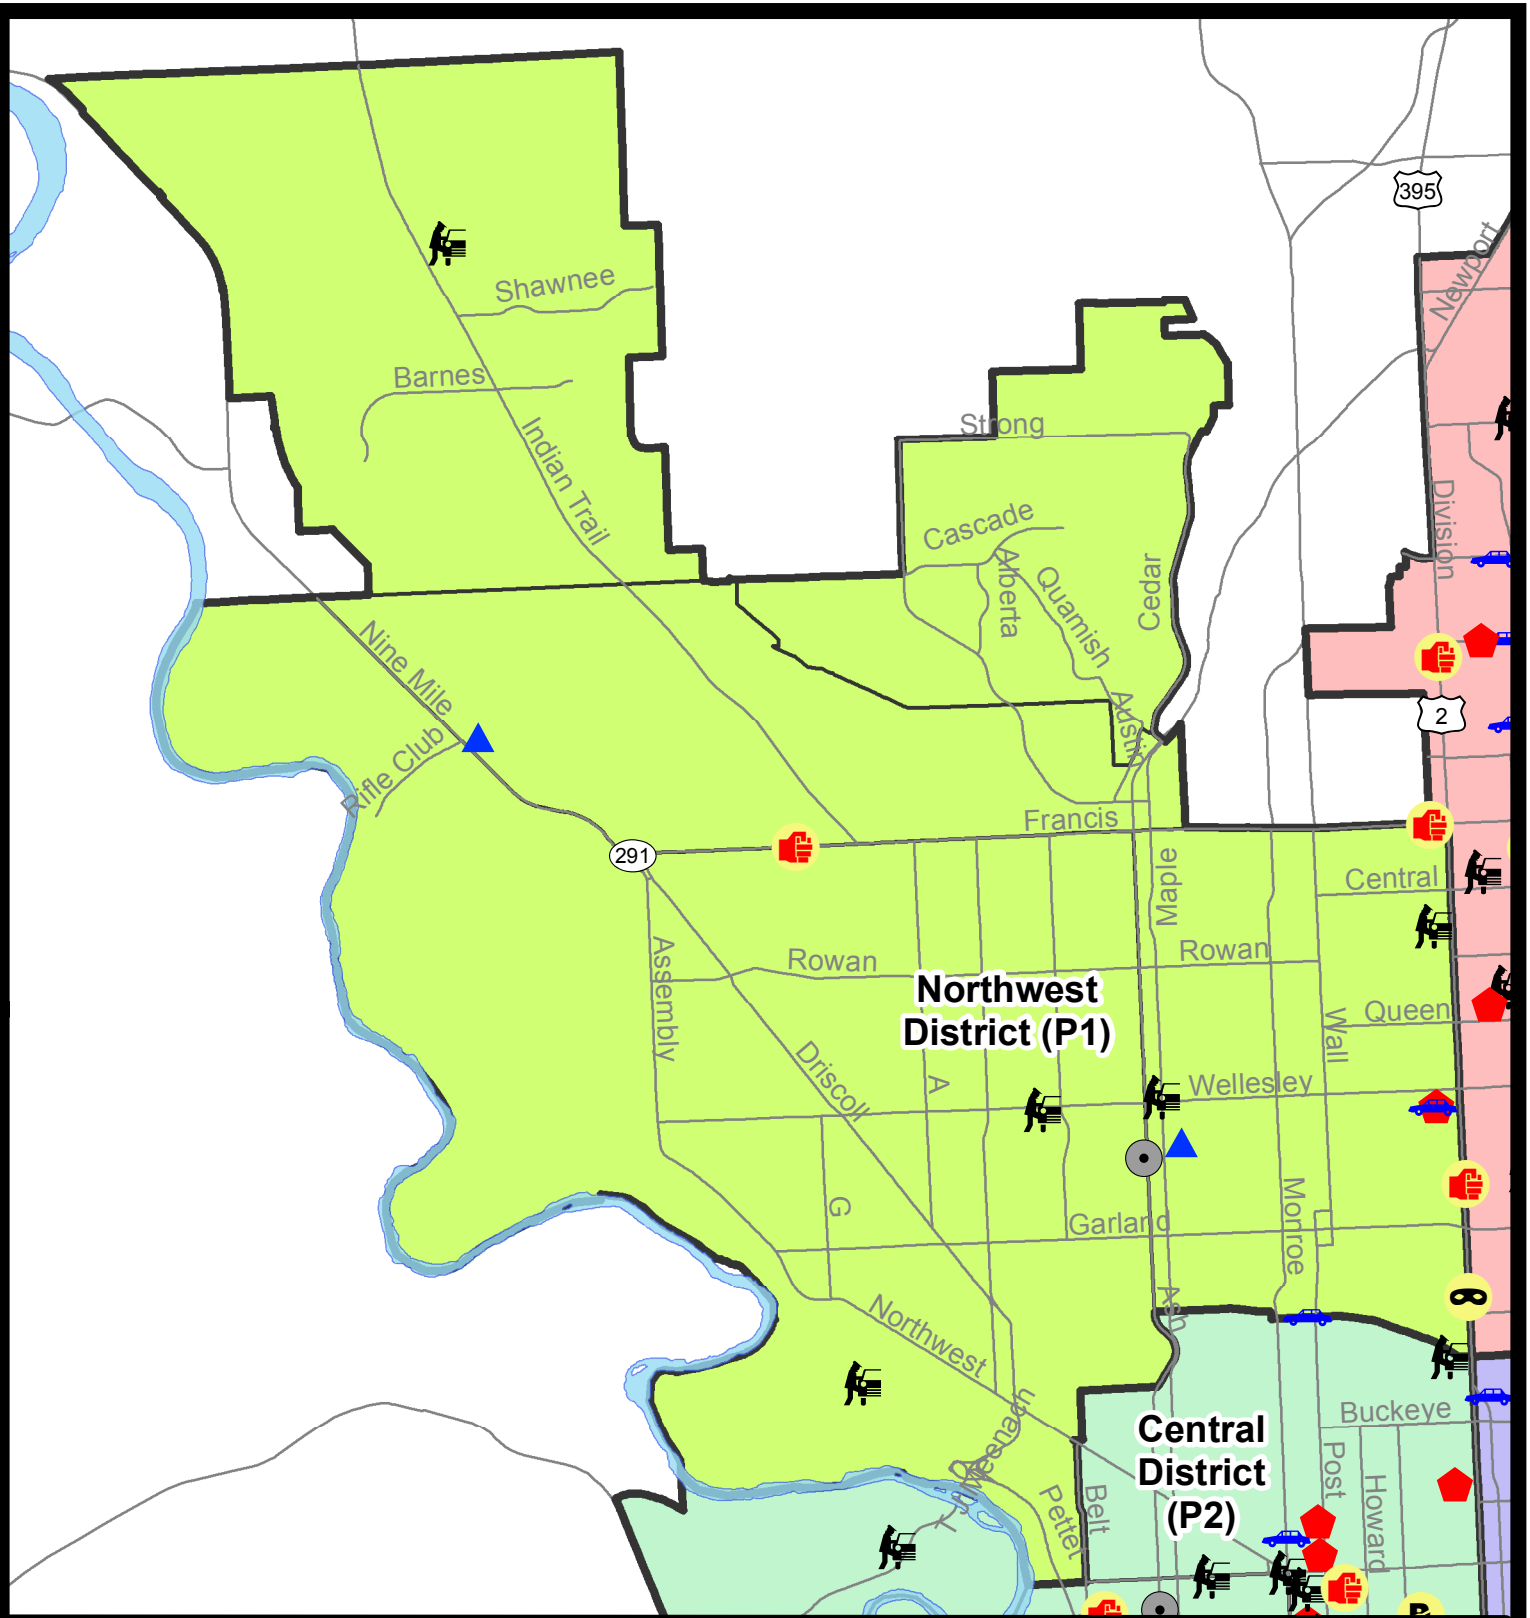 395
Newport
Shawnee
Barnes
Indian Trail
Strong
Cascade
Alberta
Quamish
Cedar
Division
Nine Mile
Rifle Club
Austin
2
Francis
291
Maple
Central
Assembly
Rowan
Rowan
Northwest
District (P1)
Queen
Wall
Driscoll
A
Wellesley
G
Garland
Monroe
Ash
Northwest
Buckeye
Central
District
(P2)
Post
Howard
Belt
Pettet